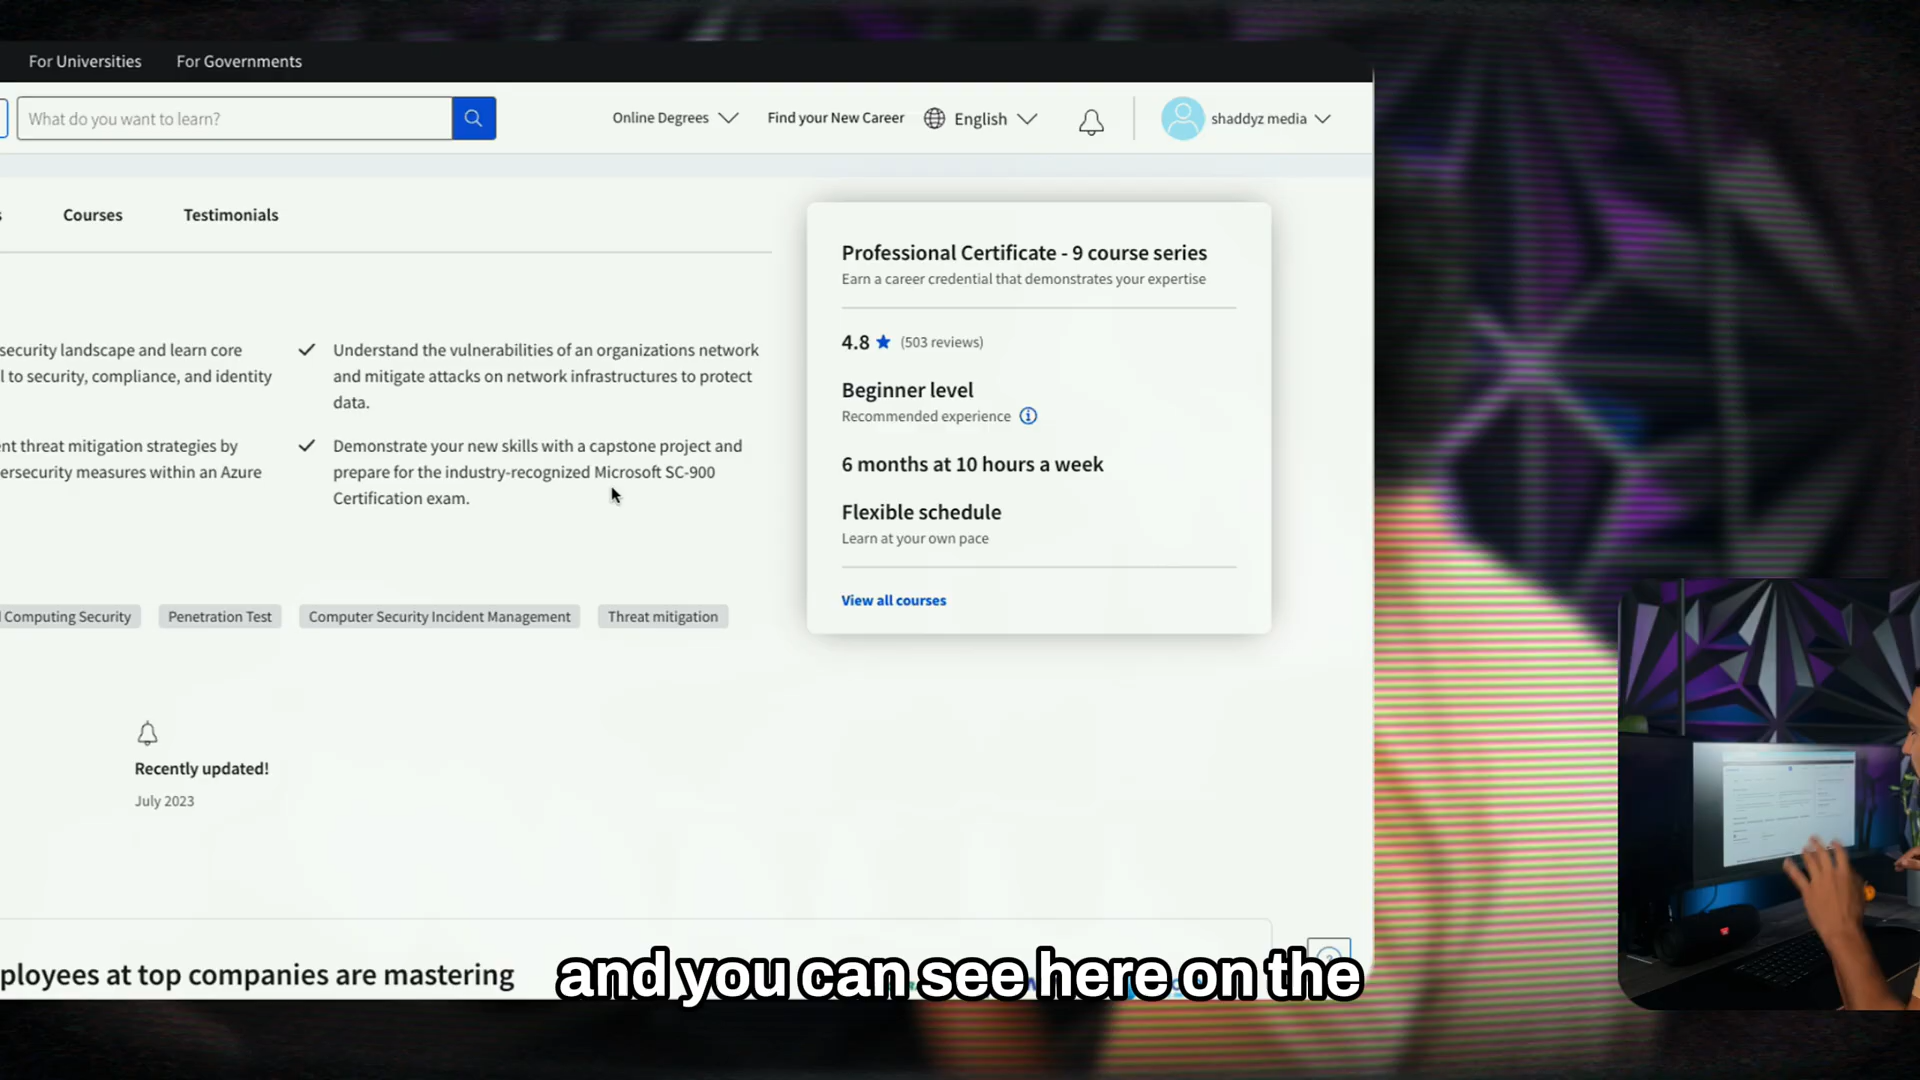 For Universities
For Governments
What do you want to learn?
Online Degrees
Find your New Career
English
shaddyz media
Courses
Testimonials
Professional Certificate - 9 course series
Earn a career credential that demonstrates your expertise
security landscape and learn core
to security, compliance, and identity
Understand the vulnerabilities of an organizations network
and mitigate attacks on network infrastructures to protect
data.
4.8 ★ (503 reviews)
Beginner level
Recommended experience
threat mitigation strategies by
measures within an Azure
Demonstrate your new skills with a capstone project and
prepare for the industry-recognized Microsoft SC-900
Certification exam.
6 months at 10 hours a week
Flexible schedule
Learn at your own pace
View all courses
Computing Security
Penetration Test
Computer Security Incident Management
Threat mitigation
Recently updated!
July 2023
at top companies are mastering
and you can see here on the